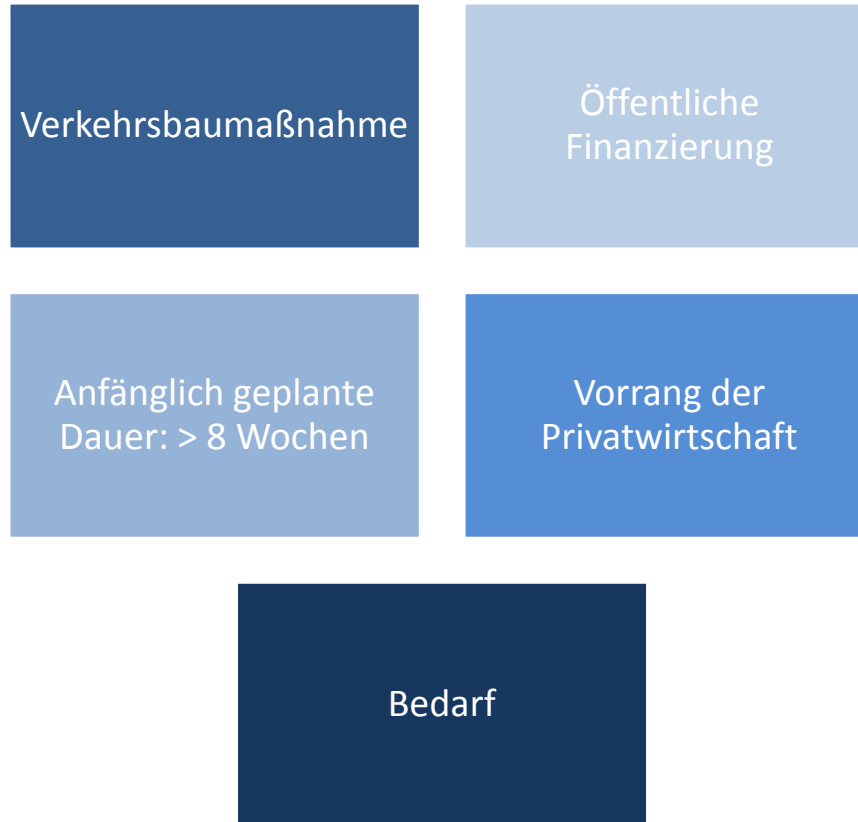 Verkehrsbaumaßnahme
Öffentliche
Finanzierung
Anfänglich geplante
Dauer: > 8 Wochen
Vorrang der
Privatwirtschaft
Bedarf